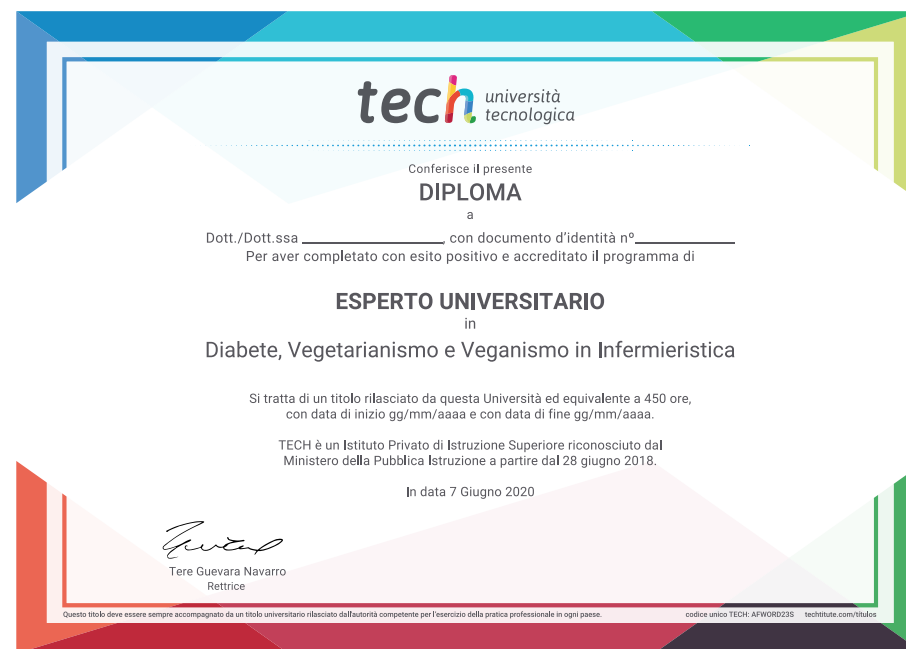 tech università
tecnologica
Conferisce il presente
DIPLOMA
a
Dott./Dott.ssa ____________________, con documento d'identità nº______________
Per aver completato con esito positivo e accreditato il programma di
ESPERTO UNIVERSITARIO
in
Diabete, Vegetarianismo e Veganismo in Infermieristica
Si tratta di un titolo rilasciato da questa Università ed equivalente a 450 ore,
con data di inizio gg/mm/aaaa e con data di fine gg/mm/aaaa.
TECH è un Istituto Privato di Istruzione Superiore riconosciuto dal
Ministero della Pubblica Istruzione a partire dal 28 giugno 2018.
In data 7 Giugno 2020
Tere Guevara Navarro
Rettrice
Questo titolo deve essere sempre accompagnato da un titolo universitario rilasciato dall'autorità competente per l'esercizio della pratica professionale in ogni paese. codice unico TECH: AFWORD23S techtitute.com/titulos